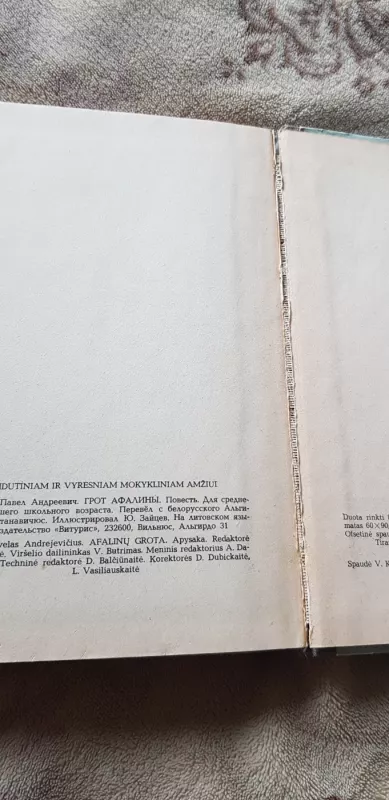 IDUTINIAM IR VYRESNIAM MOKYKLINIAM AMŽIUI
Павел Андреевич. ГРОТ АФАЛИНЫ. Повесть. Для средне-
шего школьного возраста. Перевёл с белорусского Альги-
танавичюс. Иллюстрировал Ю. Зайцев. На литовском язы-
здательство «Витурис», 232600, Вильнюс, Альгирдо 31
velas Andrejevičius. AFALINŲ GROTA. Apysaka. Redaktorė
ė. Viršelio dailininkas V. Butrimas. Meninis redaktorius A. Da-
Techninė redaktorė D. Balčiūnaitė. Korektorės D. Dubickaitė,
L. Vasiliauskaitė
Duota rinkti
matas 60×90
Ofsetinė spau
Tira
Spaudė V. K